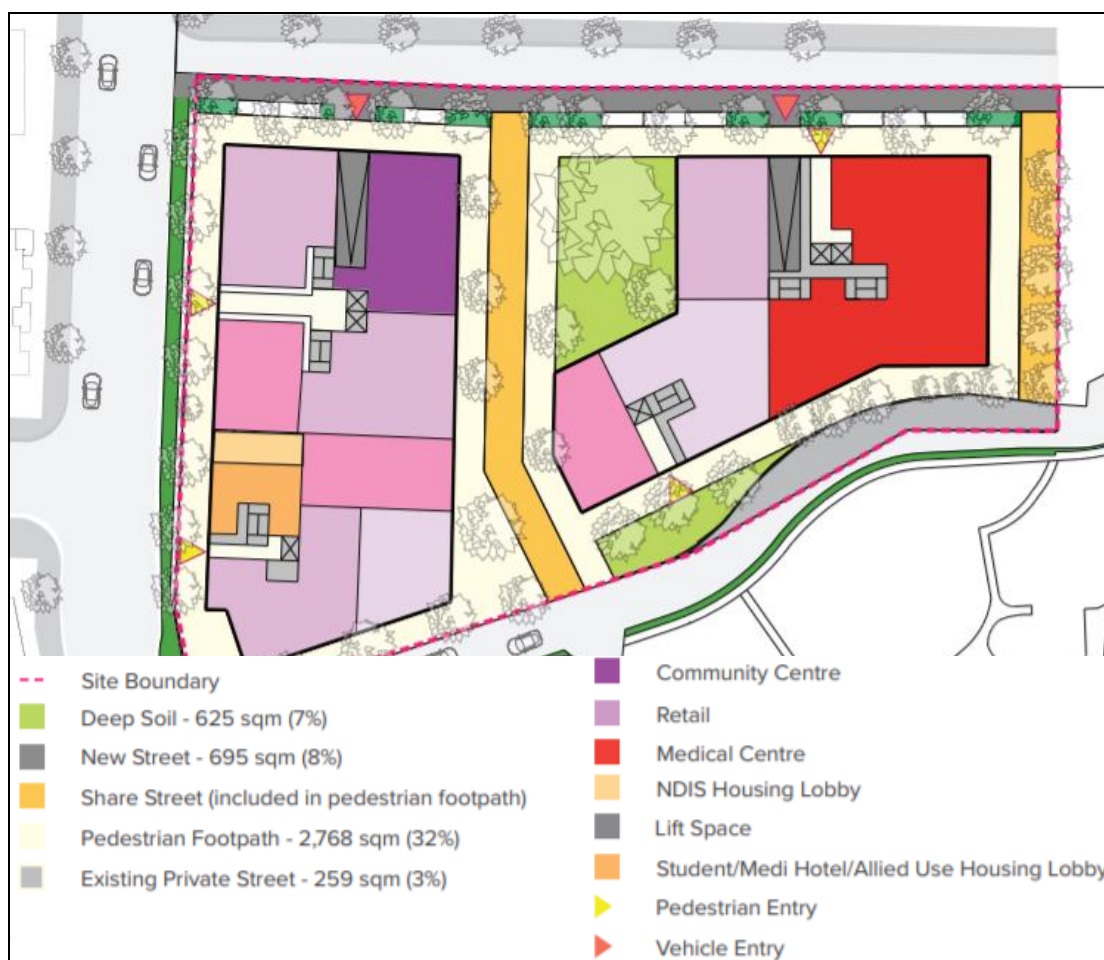 Site Boundary
Deep Soil - 625 sqm (7%)
New Street - 695 sqm (8%)
Share Street (included in pedestrian footpath)
Pedestrian Footpath - 2,768 sqm (32%)
Existing Private Street - 259 sqm (3%)
Community Centre
Retail
Medical Centre
NDIS Housing Lobby
Lift Space
Student/Medi Hotel/Allied Use Housing Lobby
Pedestrian Entry
Vehicle Entry